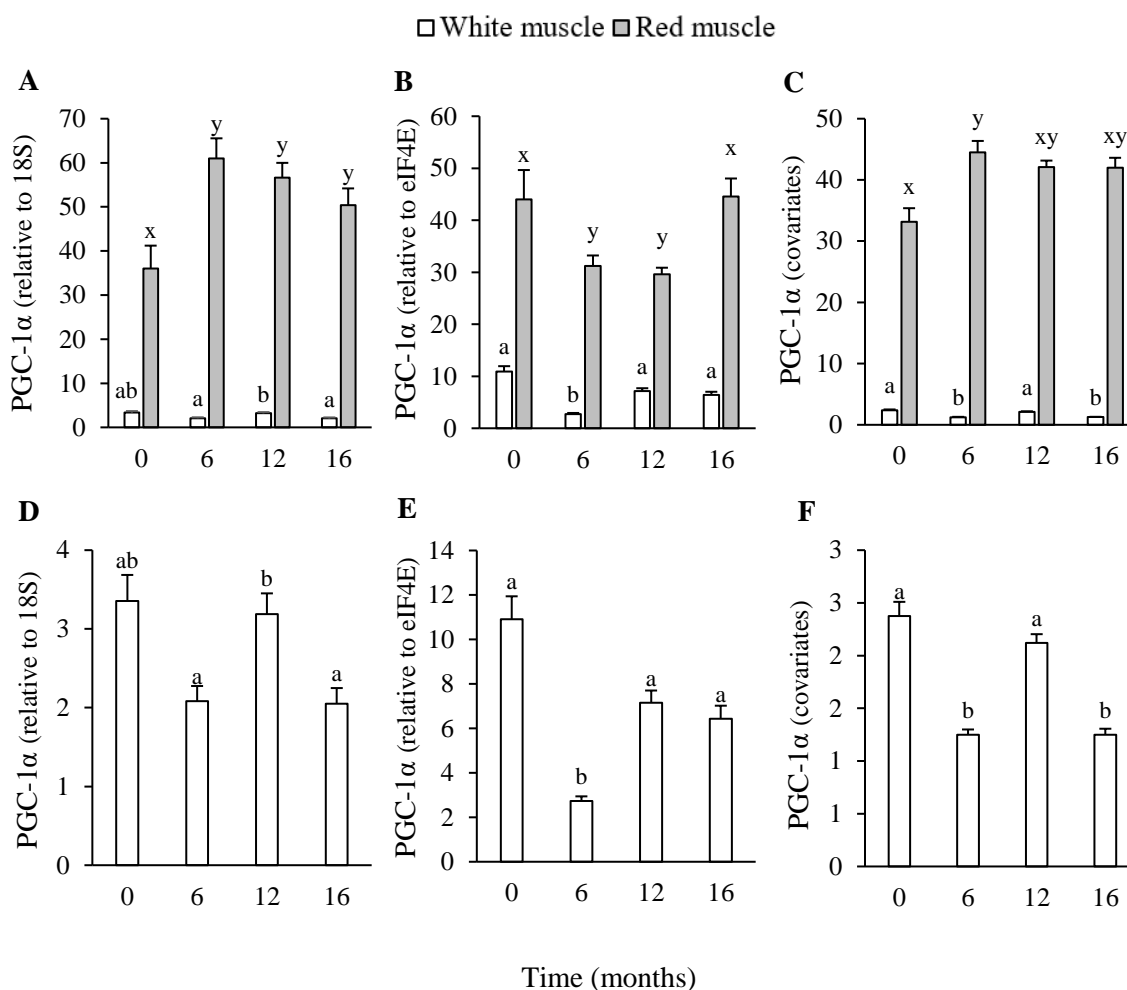 White muscle Red muscle
A
PGC-1α (relative to 18S)
70
60
50
40
30
20
10
0
ab
x
a
y
b
y
a
y
0 6 12 16
B
PGC-1α (relative to eIF4E)
60
50
40
30
20
10
0
a
x
b
y
a
y
a
x
0 6 12 16
C
PGC-1α (covariates)
50
40
30
20
10
0
a
x
b
y
a
xy
b
xy
0 6 12 16
D
PGC-1α (relative to 18S)
4
3
2
1
0
ab
a
b
a
0 6 12 16
E
PGC-1α (relative to eIF4E)
14
12
10
8
6
4
2
0
a
b
a
a
0 6 12 16
F
PGC-1α (covariates)
3
3
2
2
1
1
0
a
b
a
b
0 6 12 16
Time (months)